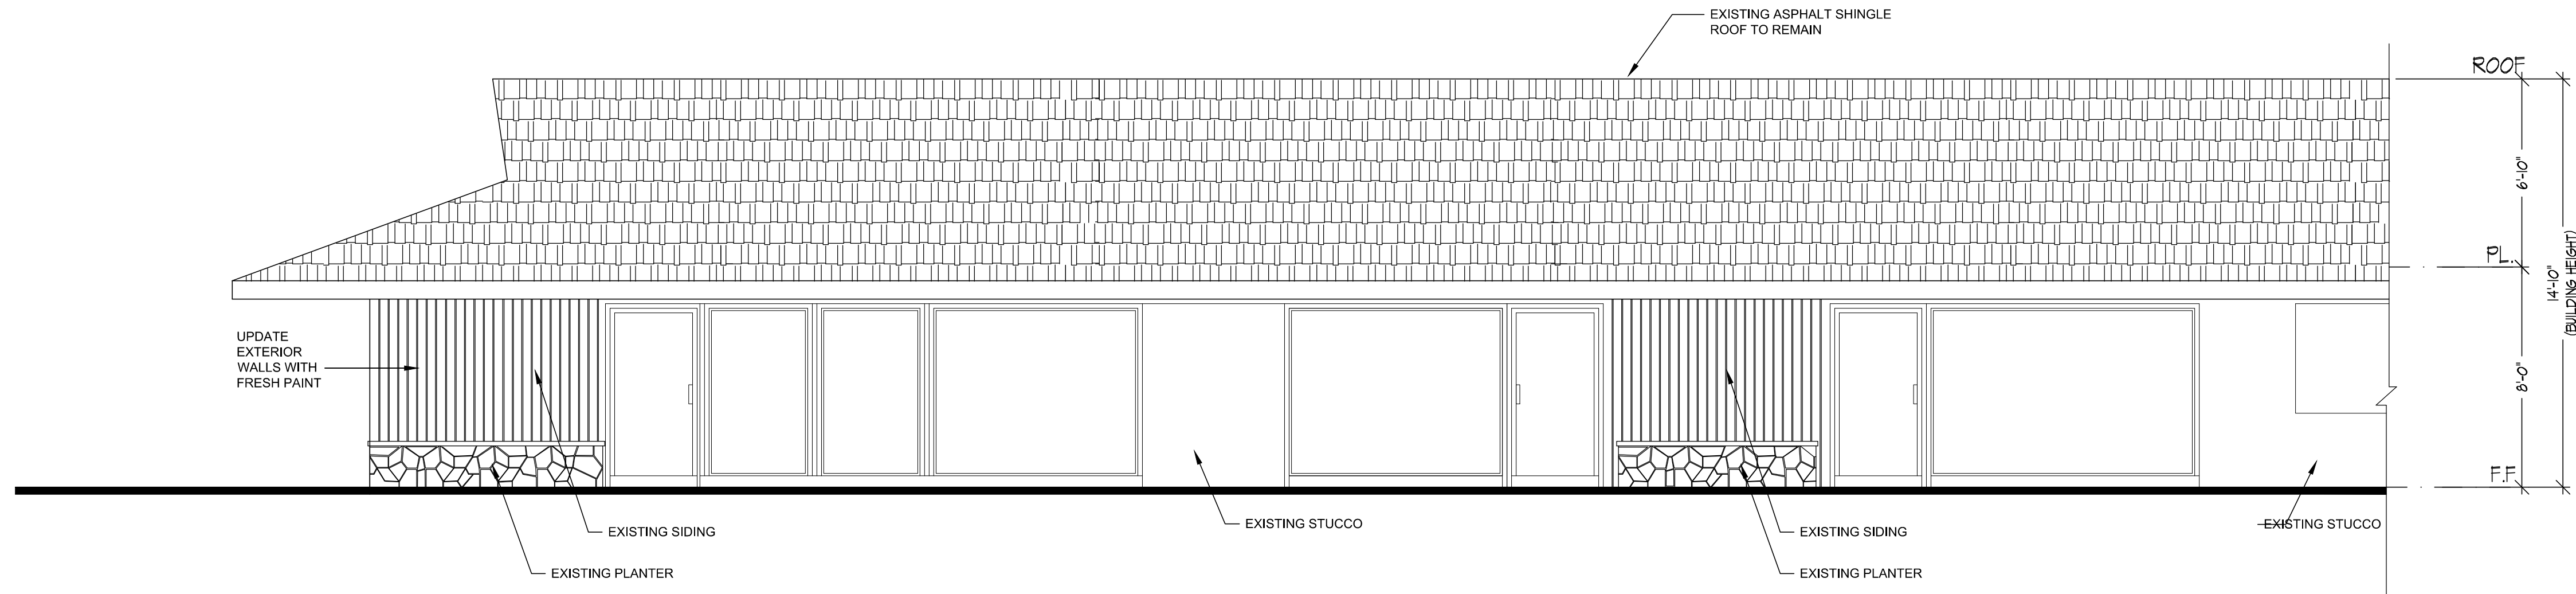 EXISTING ASPHALT SHINGLE
ROOF TO REMAIN
ROOF
6'-10"
PL.
14'-10"
(BUILDING HEIGHT)
UPDATE
EXTERIOR
WALLS WITH
FRESH PAINT
8'-0"
F.F
EXISTING SIDING
EXISTING STUCCO
EXISTING SIDING
EXISTING STUCCO
EXISTING PLANTER
EXISTING PLANTER